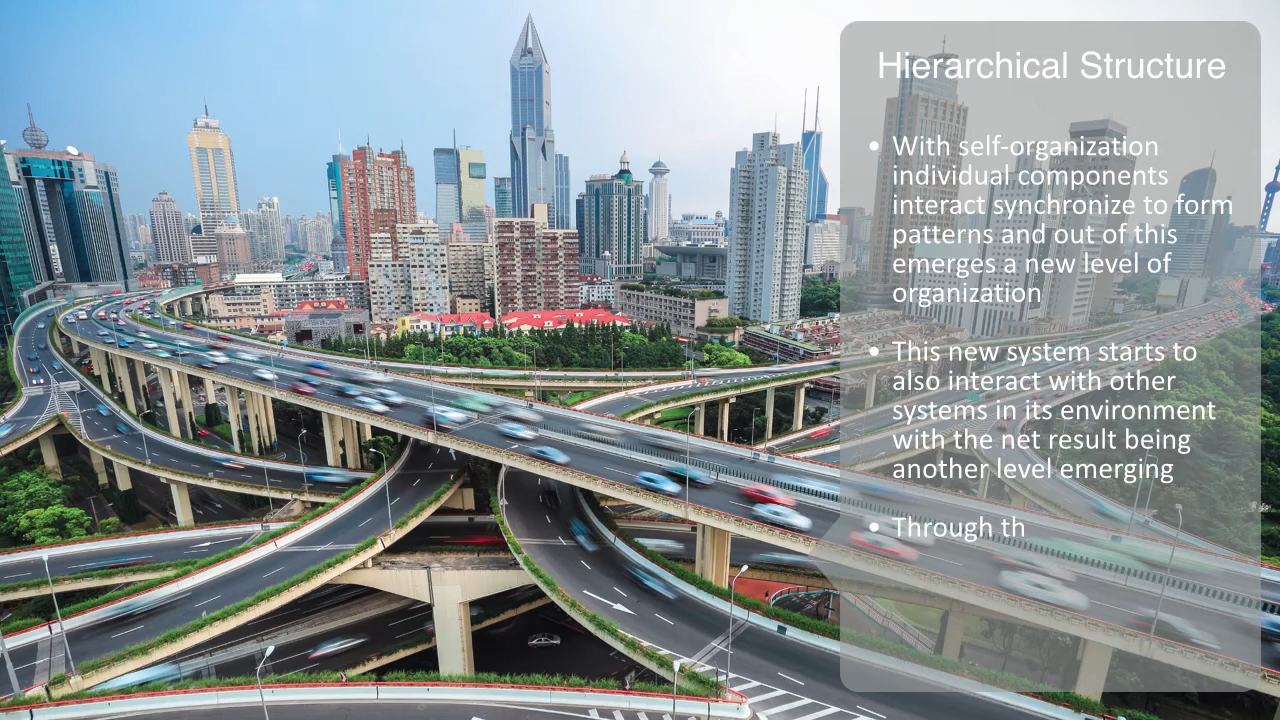 Hierarchical Structure
• With self-organization
individual components
interact synchronize to form
patterns and out of this
emerges a new level of
organization
• This new system starts to
also interact with other
systems in its environment
with the net result being
another level emerging
• Through th